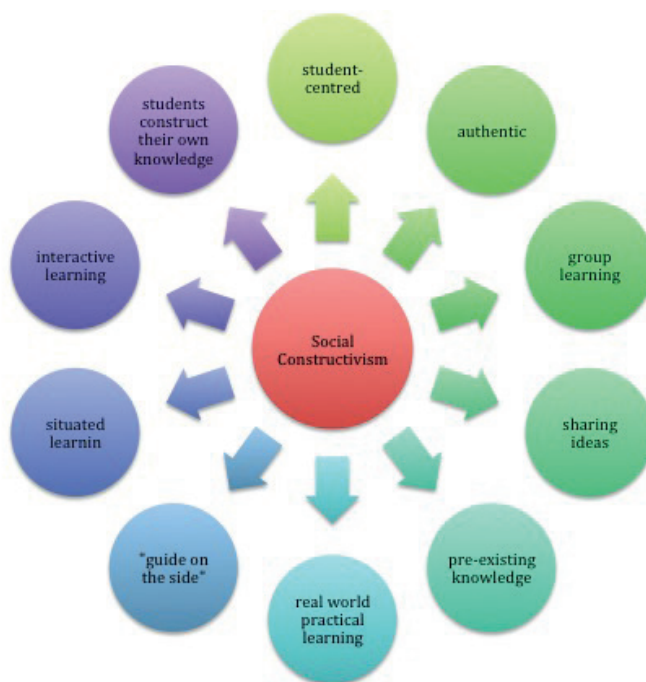 student-
centred
authentic
group
learning
sharing
ideas
pre-existing
knowledge
real world
practical
learning
"guide on
the side"
situated
learnin
interactive
learning
students
construct
their own
knowledge
Social
Constructivism